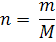 n = m/M